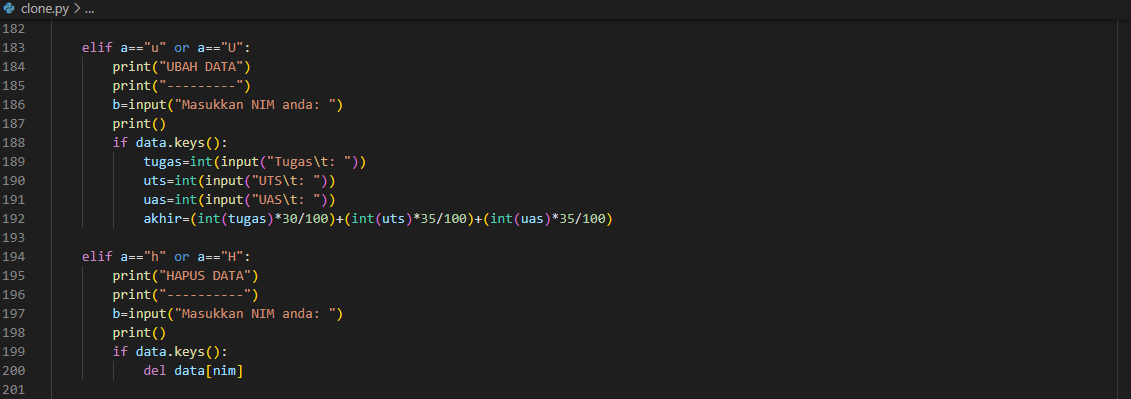 clone.py > ...
182
183 elif a=="u" or a=="U":
184 print("UBAH DATA")
185 print("---------")
186 b=input("Masukkan NIM anda: ")
187 print()
188 if data.keys():
189 tugas=int(input("Tugas\t: "))
190 uts=int(input("UTS\t: "))
191 uas=int(input("UAS\t: "))
192 akhir=(int(tugas)*30/100)+(int(uts)*35/100)+(int(uas)*35/100)
193
194 elif a=="h" or a=="H":
195 print("HAPUS DATA")
196 print("----------")
197 b=input("Masukkan NIM anda: ")
198 print()
199 if data.keys():
200 del data[nim]
201